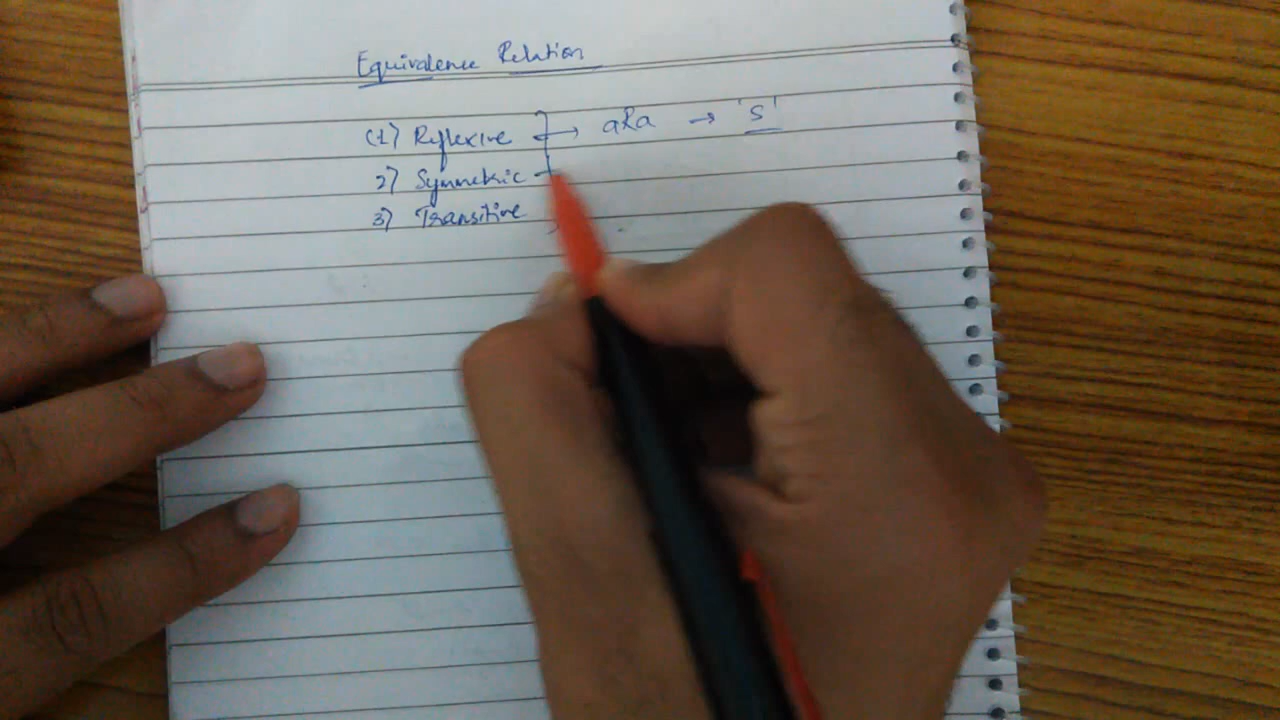 Equivalence Relation
(1) Reflexive → aRa → 'S'
2) Symmetric
3) Transitive